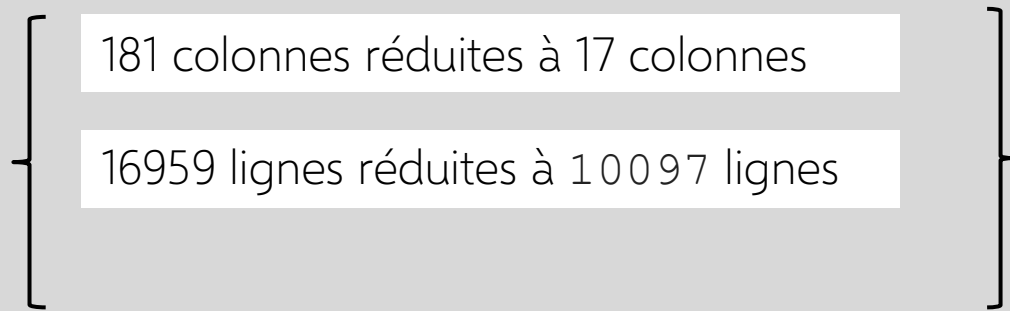 181 colonnes réduites à 17 colonnes
16959 lignes réduites à 10097 lignes